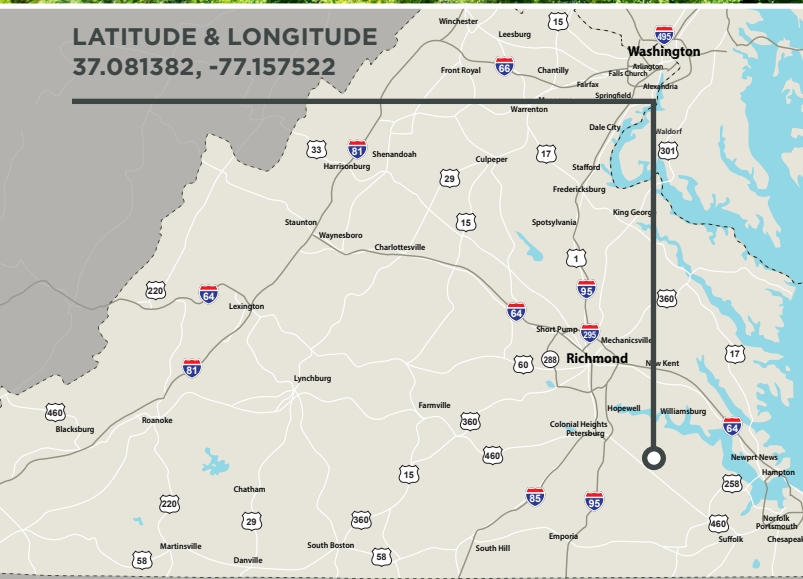 LATITUDE & LONGITUDE
37.081382, -77.157522
Winchester
15
Leesburg
495
Washington
Front Royal
66
Chantilly
Arlington
Falls Church
Fairfax
Alexandria
Springfield
Warrenton
Dale City
Waldorf
33
81
Shenandoah
Harrisonburg
Culpeper
17
301
29
Stafford
Fredericksburg
King George
Staunton
15
Spotsylvania
Waynesboro
Charlottesville
1
220
64
95
360
Lexington
64
Short Pump
295
Mechanicsville
288
Richmond
17
81
60
New Kent
Lynchburg
460
Farmville
Hopewell
Williamsburg
Roanoke
360
Blacksburg
Colonial Heights
64
Petersburg
460
Newprt News
15
Hampton
258
Chatham
85
95
220
29
360
460
Norfolk
Portsmouth
Emporia
Suffolk
Chesapeak
Martinsville
South Boston
South Hill
58
Danville
58